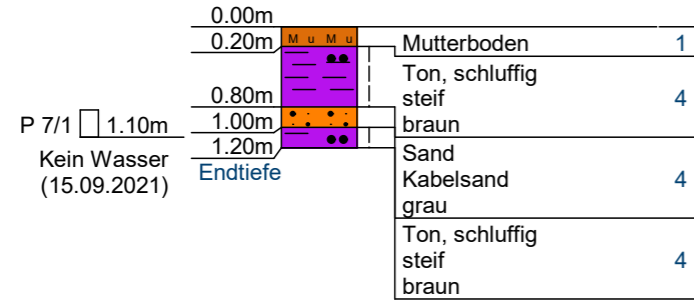 0.00m
M u M u
0.20m
Mutterboden 1
Ton, schluffig
steif 4
braun
0.80m
P 7/1 1.10m
1.00m
1.20m
Kein Wasser
(15.09.2021)
Endtiefe
Sand
Kabelsand 4
grau
Ton, schluffig
steif 4
braun